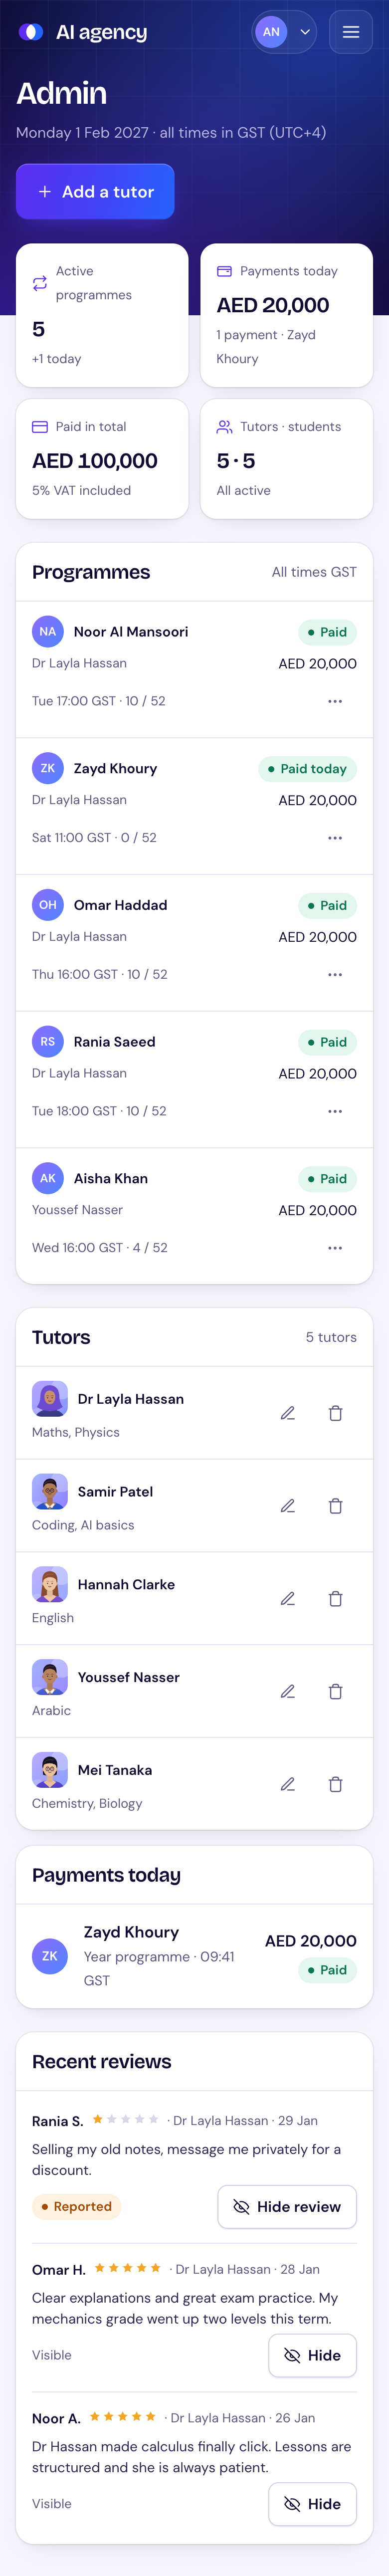 AI agency
AN
Admin
Monday 1 Feb 2027 · all times in GST (UTC+4)
+ Add a tutor
Active
programmes
5
+1 today
Payments today
AED 20,000
1 payment · Zayd
Khoury
Paid in total
AED 100,000
5% VAT included
Tutors · students
5 · 5
All active
Programmes
All times GST
NA Noor Al Mansoori
Paid
Dr Layla Hassan
AED 20,000
Tue 17:00 GST · 10 / 52
ZK Zayd Khoury
Paid today
Dr Layla Hassan
AED 20,000
Sat 11:00 GST · 0 / 52
OH Omar Haddad
Paid
Dr Layla Hassan
AED 20,000
Thu 16:00 GST · 10 / 52
RS Rania Saeed
Paid
Dr Layla Hassan
AED 20,000
Tue 18:00 GST · 10 / 52
AK Aisha Khan
Paid
Youssef Nasser
AED 20,000
Wed 16:00 GST · 4 / 52
Tutors
5 tutors
Dr Layla Hassan
Maths, Physics
Samir Patel
Coding, AI basics
Hannah Clarke
English
Youssef Nasser
Arabic
Mei Tanaka
Chemistry, Biology
Payments today
ZK
Zayd Khoury
Year programme · 09:41
GST
AED 20,000
Paid
Recent reviews
Rania S. · Dr Layla Hassan · 29 Jan
Selling my old notes, message me privately for a
discount.
Reported
Hide review
Omar H. · Dr Layla Hassan · 28 Jan
Clear explanations and great exam practice. My
mechanics grade went up two levels this term.
Visible
Hide
Noor A. · Dr Layla Hassan · 26 Jan
Dr Hassan made calculus finally click. Lessons are
structured and she is always patient.
Visible
Hide